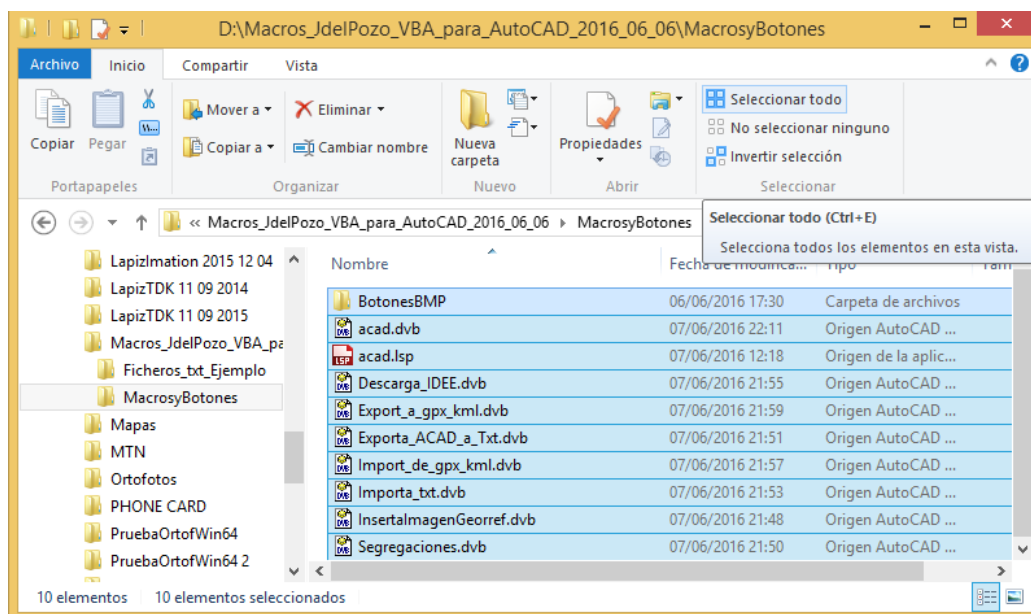 D:\Macros_JdelPozo_VBA_para_AutoCAD_2016_06_06\MacrosyBotones
Archivo Inicio Compartir Vista
Copiar
Pegar
Mover a
Copiar a
Eliminar
Cambiar nombre
Nueva
carpeta
Propiedades
Seleccionar todo
No seleccionar ninguno
Invertir selección
Portapapeles Organizar Nuevo Abrir Seleccionar
« Macros_JdelPozo_VBA_para_AutoCAD_2016_06_06 MacrosyBotones
Seleccionar todo (Ctrl+E)
Selecciona todos los elementos en esta vista.
LapizImation 2015 12 04
LapizTDK 11 09 2014
LapizTDK 11 09 2015
Macros_JdelPozo_VBA_pa
Ficheros_txt_Ejemplo
MacrosyBotones
Mapas
MTN
Ortofotos
PHONE CARD
PruebaOrtofWin64
PruebaOrtofWin64 2
Nombre
BotonesBMP 06/06/2016 17:30 Carpeta de archivos
acad.dvb 07/06/2016 22:11 Origen AutoCAD ...
acad.lsp 07/06/2016 12:18 Origen de la aplic...
Descarga_IDEE.dvb 07/06/2016 21:55 Origen AutoCAD ...
Export_a_gpx_kml.dvb 07/06/2016 21:59 Origen AutoCAD ...
Exporta_ACAD_a_Txt.dvb 07/06/2016 21:51 Origen AutoCAD ...
Import_de_gpx_kml.dvb 07/06/2016 21:57 Origen AutoCAD ...
Importa_txt.dvb 07/06/2016 21:53 Origen AutoCAD ...
InsertaImagenGeorref.dvb 07/06/2016 21:48 Origen AutoCAD ...
Segregaciones.dvb 07/06/2016 21:50 Origen AutoCAD ...
10 elementos 10 elementos seleccionados